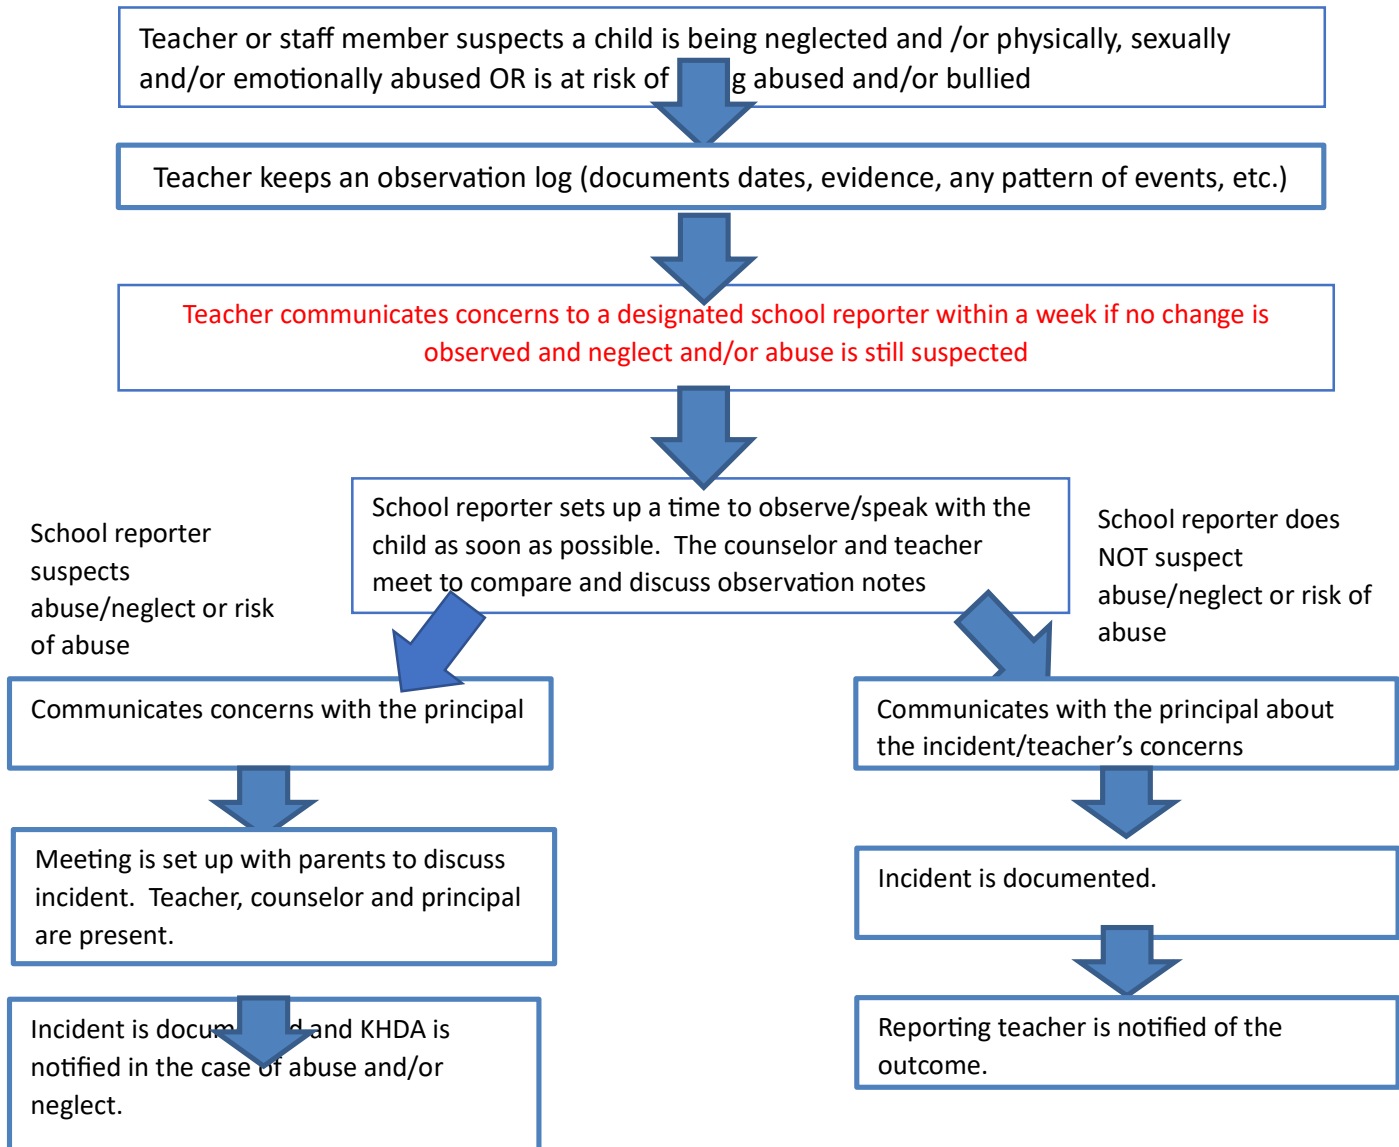 Teacher or staff member suspects a child is being neglected and /or physically, sexually
and/or emotionally abused OR is at risk of g abused and/or bullied
Teacher keeps an observation log (documents dates, evidence, any pattern of events, etc.)
Teacher communicates concerns to a designated school reporter within a week if no change is
observed and neglect and/or abuse is still suspected
School reporter sets up a time to observe/speak with the
child as soon as possible.  The counselor and teacher
meet to compare and discuss observation notes
School reporter
suspects
abuse/neglect or risk
of abuse
School reporter does
NOT suspect
abuse/neglect or risk of
abuse
Communicates concerns with the principal
Meeting is set up with parents to discuss
incident.  Teacher, counselor and principal
are present.
Incident is docum d and KHDA is
notified in the case of abuse and/or
neglect.
Communicates with the principal about
the incident/teacher’s concerns
Incident is documented.
Reporting teacher is notified of the
outcome.